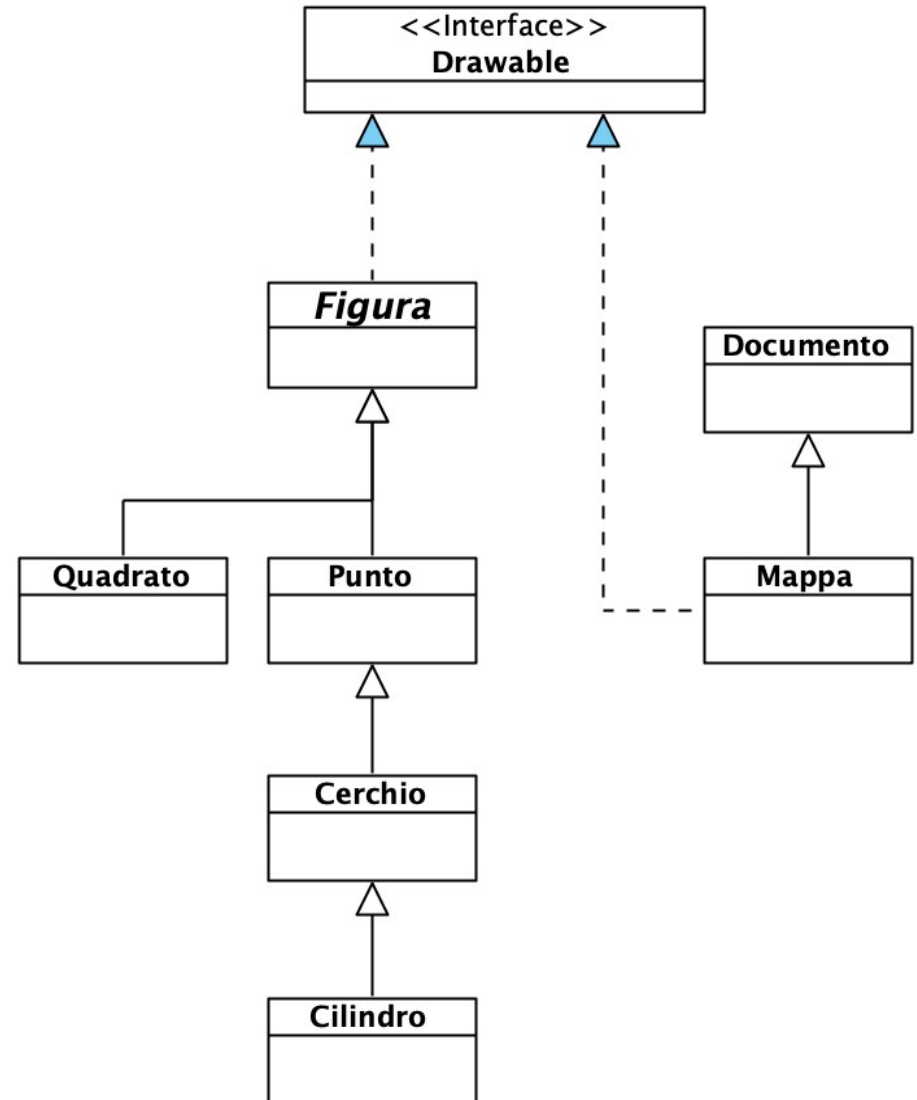 <<Interface>>
Drawable
Figura
Documento
Quadrato
Punto
Mappa
Cerchio
Cilindro